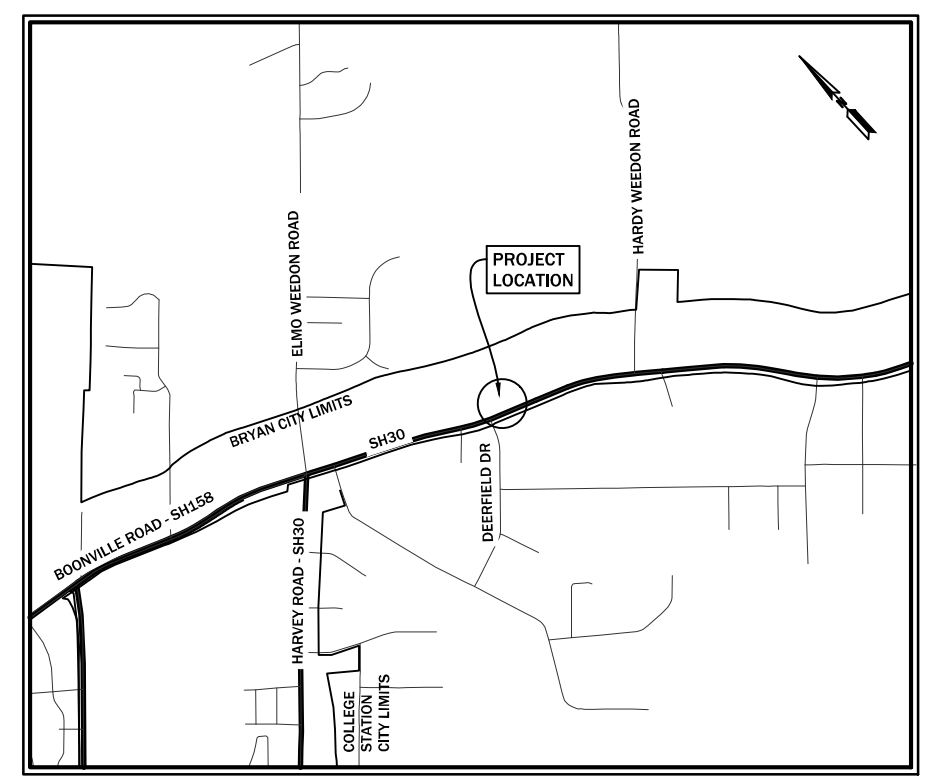 HARDY WEEDON ROAD
ELMO WEEDON ROAD
PROJECT
LOCATION
BRYAN CITY LIMITS
SH30
DEERFIELD DR
BOONVILLE ROAD - SH158
HARVEY ROAD - SH30
COLLEGE
STATION
CITY LIMITS